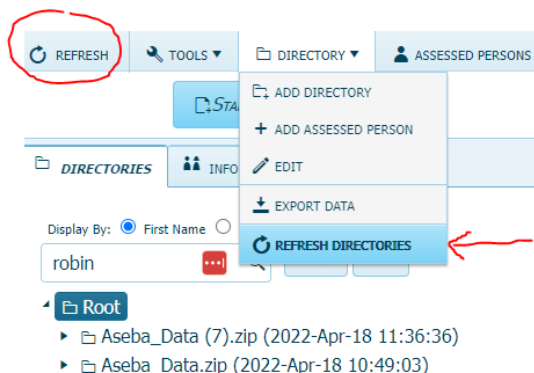 REFRESH TOOLS ▼ DIRECTORY ▼ ASSESSED PERSONS
ADD DIRECTORY
ADD ASSESSED PERSON
DIRECTORIES INFO EDIT
EXPORT DATA
Display By: First Name
REFRESH DIRECTORIES
robin
Root
Aseba_Data (7).zip (2022-Apr-18 11:36:36)
Aseba_Data.zip (2022-Apr-18 10:49:03)